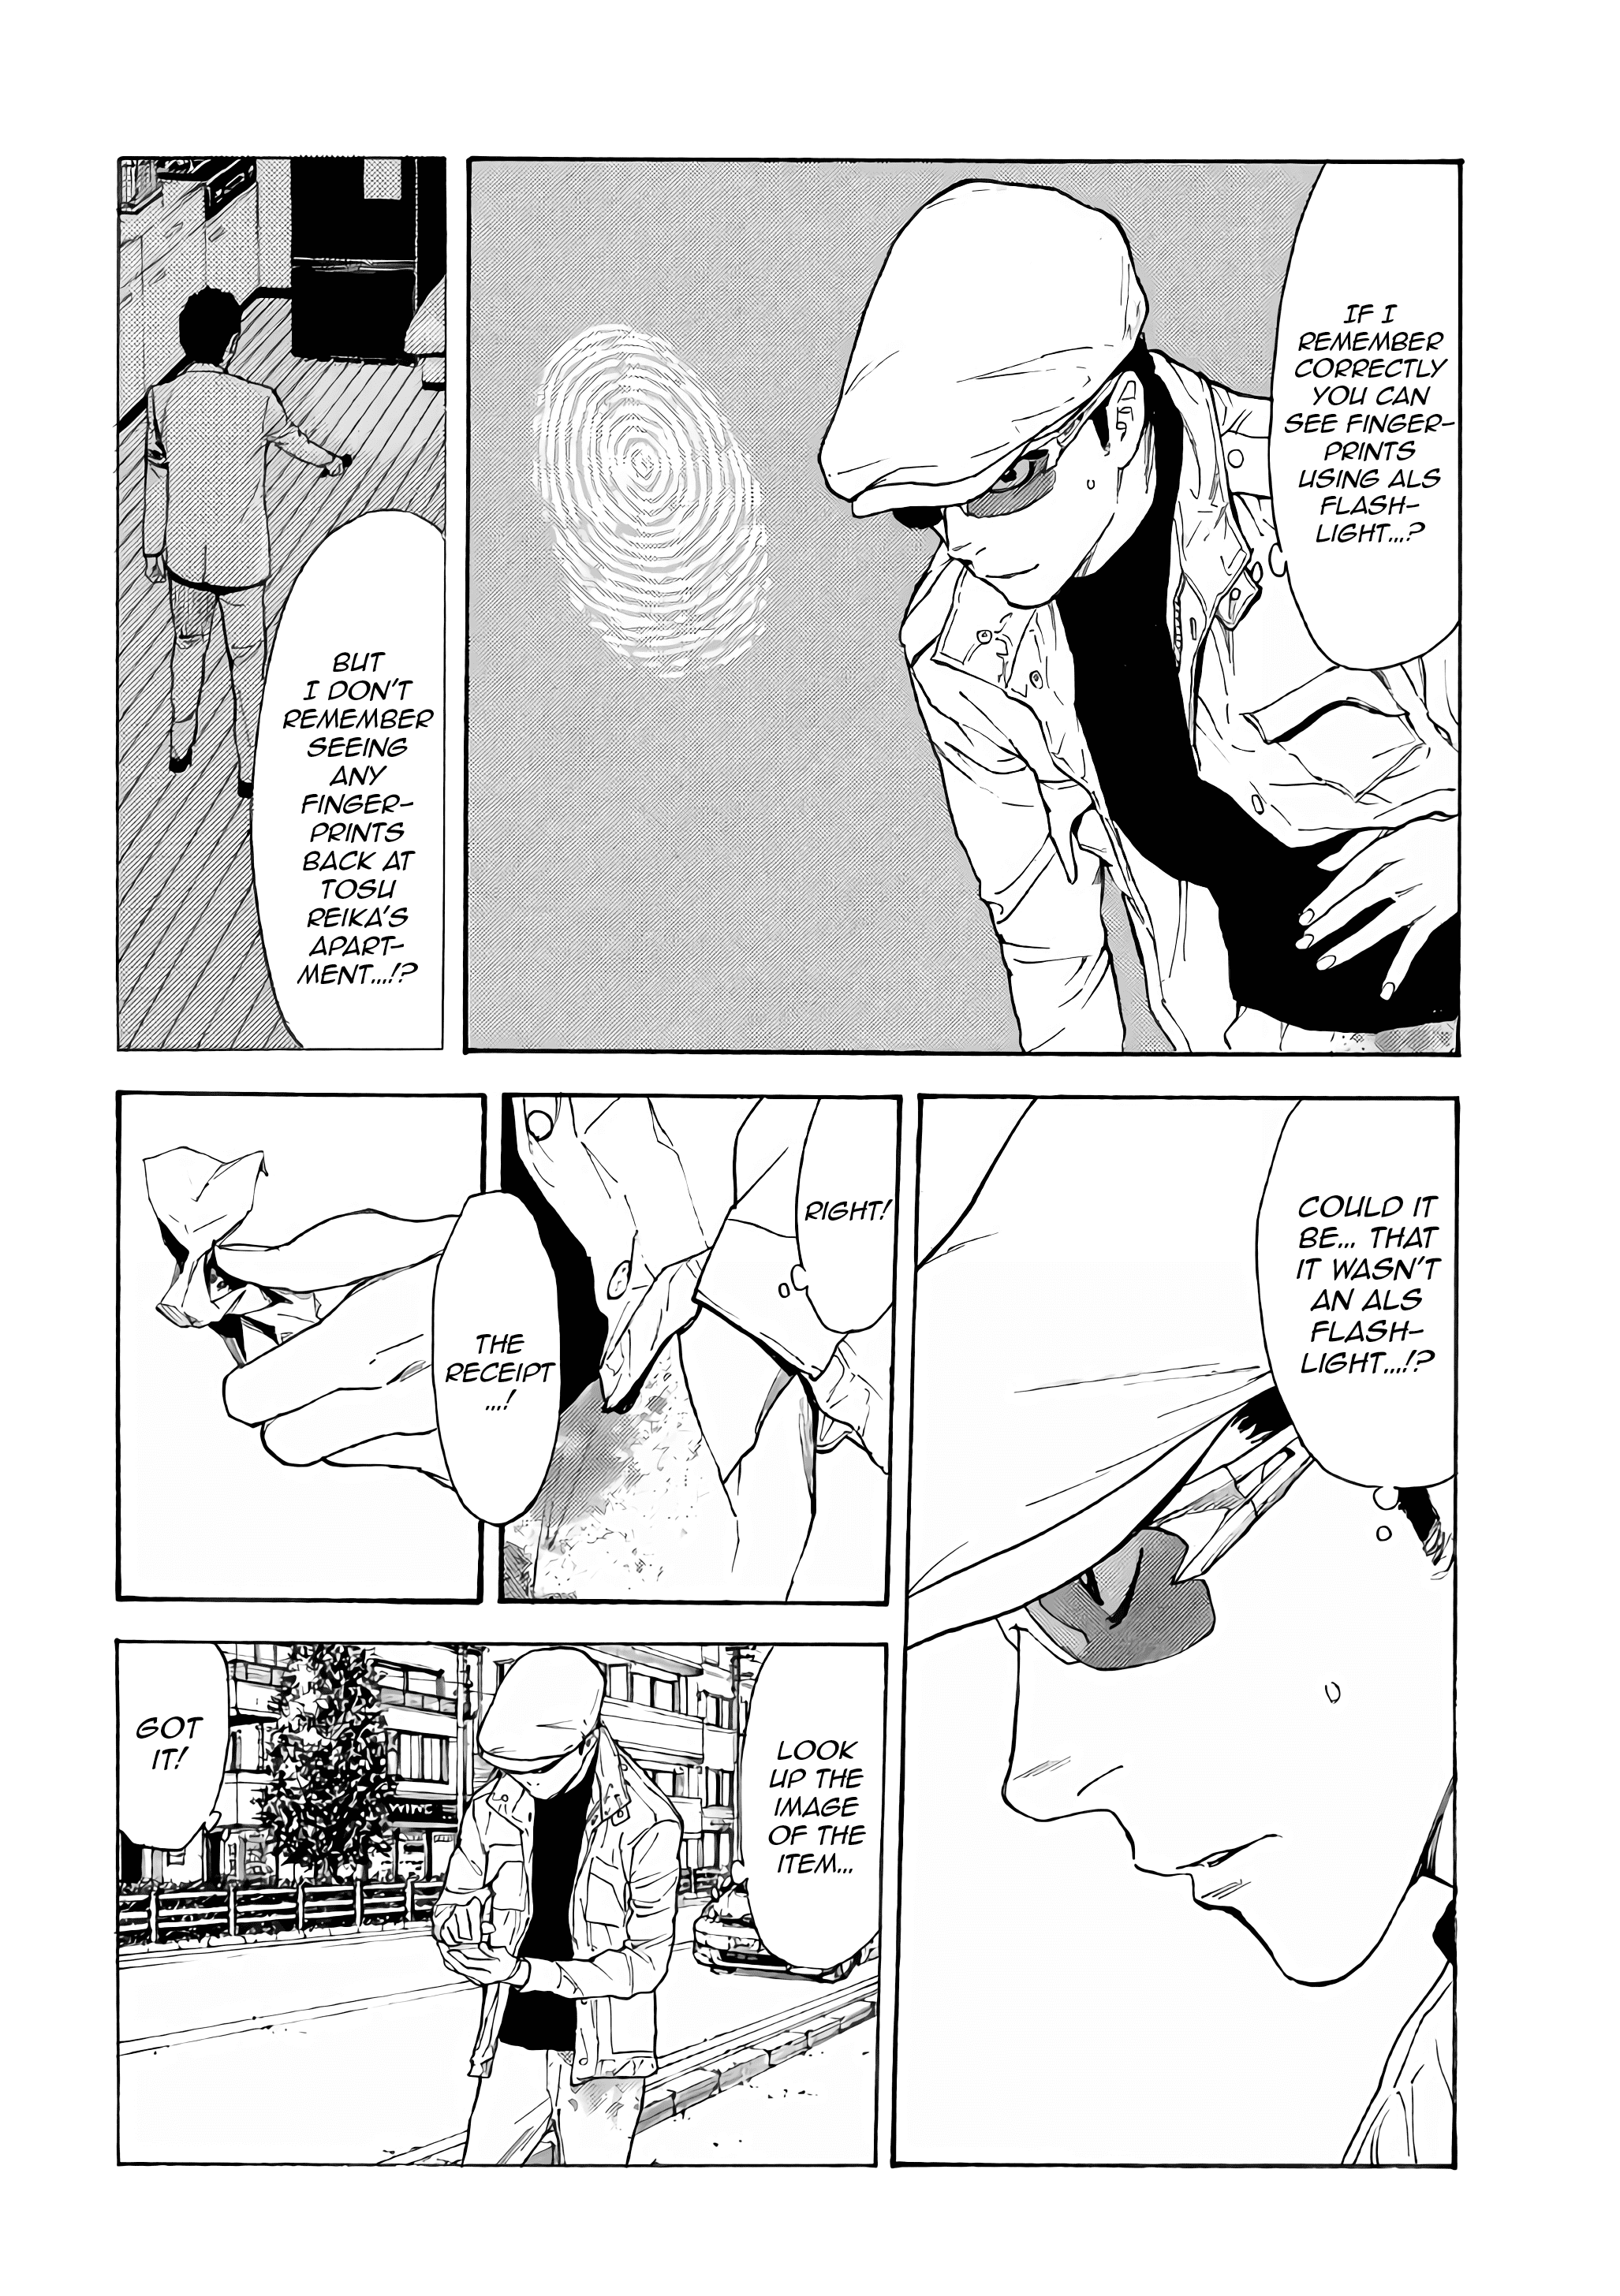 IF I
REMEMBER
CORRECTLY
YOU CAN
SEE FINGER-
PRINTS
USING ALS
FLASH-
LIGHT...?
BUT
I DON'T
REMEMBER
SEEING
ANY
FINGER-
PRINTS
BACK AT
TOSU
REIKA'S
APART-
MENT...!?
COULD IT
BE... THAT
IT WASN'T
AN ALS
FLASH-
LIGHT...!?
RIGHT!
THE
RECEIPT
...!
LOOK
UP THE
IMAGE
OF THE
ITEM...
GOT
IT!
WINC